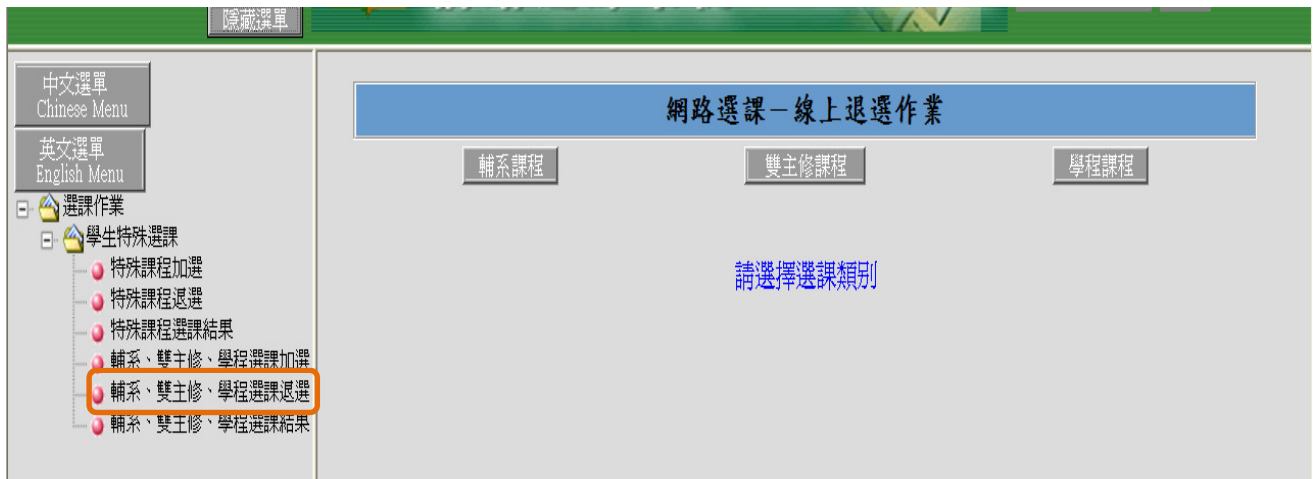 隱藏選單
中文選單
Chinese Menu
英文選單
English Menu
選課作業
學生特殊選課
特殊課程加選
特殊課程退選
特殊課程選課結果
輔系、雙主修、學程選課加選
輔系、雙主修、學程選課退選
輔系、雙主修、學程選課結果
網路選課－線上退選作業
輔系課程
雙主修課程
學程課程
請選擇選課類別